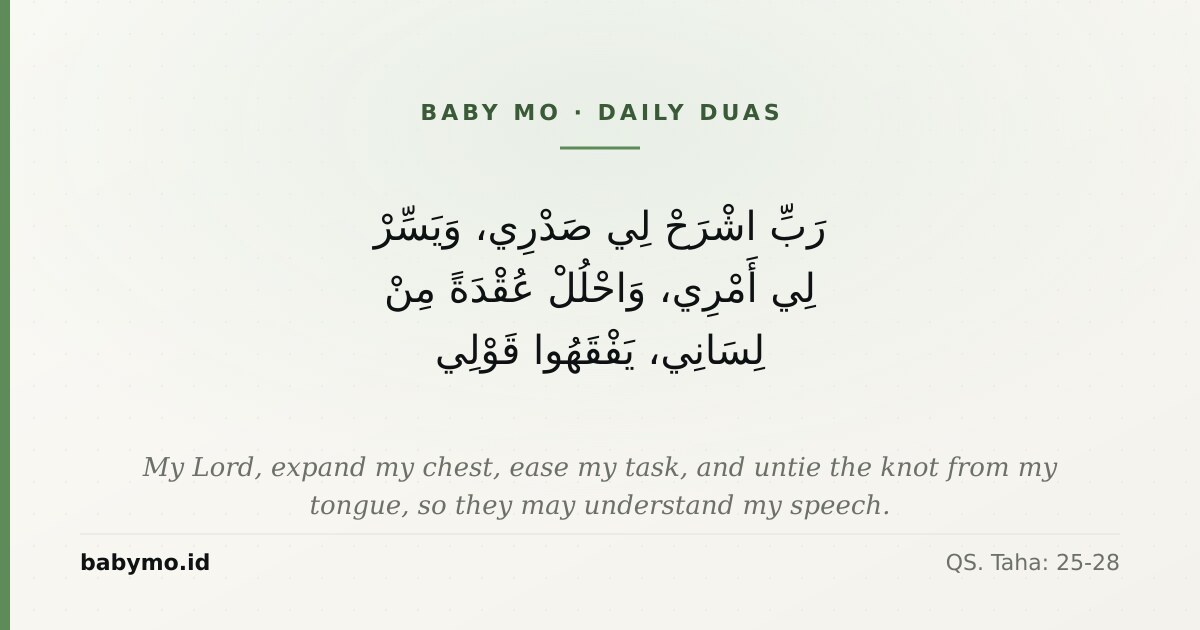 BABY MO · DAILY DUAS
رَبِّ اشْرَحْ لِي صَدْرِي، وَيَسِّرْ
لِي أَمْرِي، وَاحْلُلْ عُقْدَةً مِنْ
لِسَانِي، يَفْقَهُوا قَوْلِي
My Lord, expand my chest, ease my task, and untie the knot from my
tongue, so they may understand my speech.
babymo.id
QS. Taha: 25-28